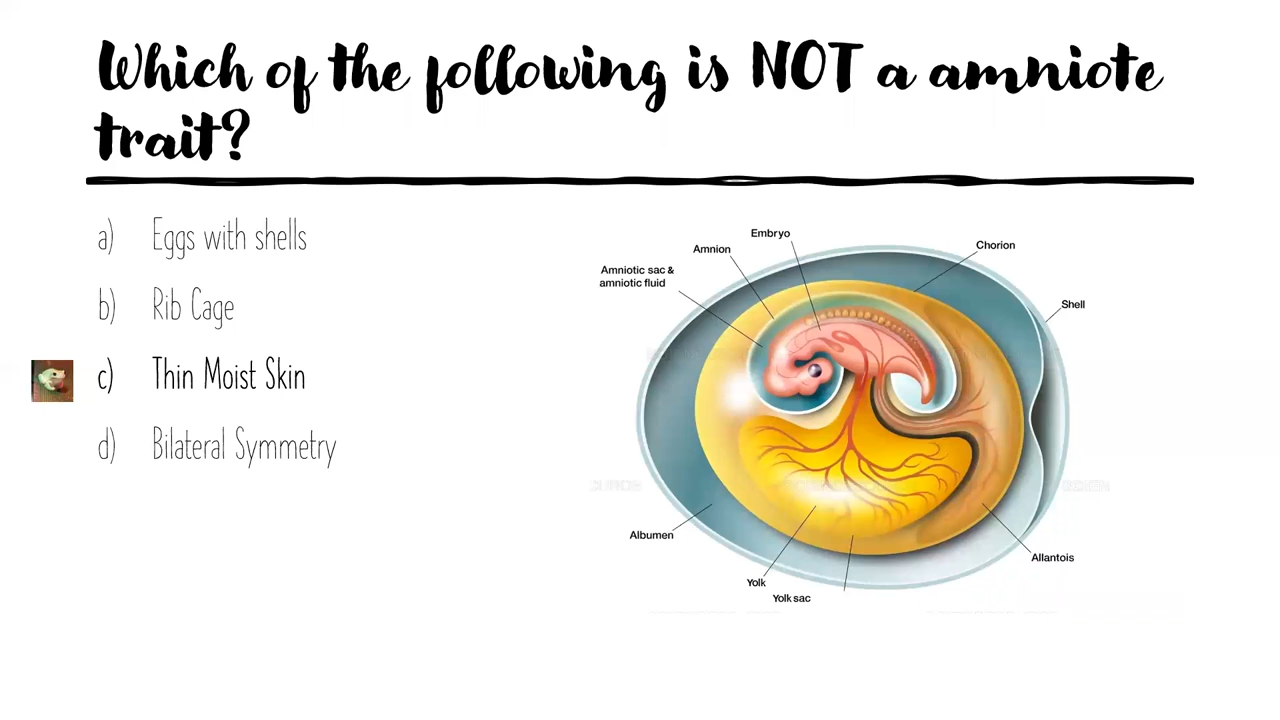 Which of the following is NOT a amniote
trait?
a) Eggs with shells
b) Rib Cage
c) Thin Moist Skin
d) Bilateral Symmetry
Embryo
Amnion
Chorion
Amniotic sac &
amniotic fluid
Shell
Albumen
Allantois
Yolk
Yolk sac